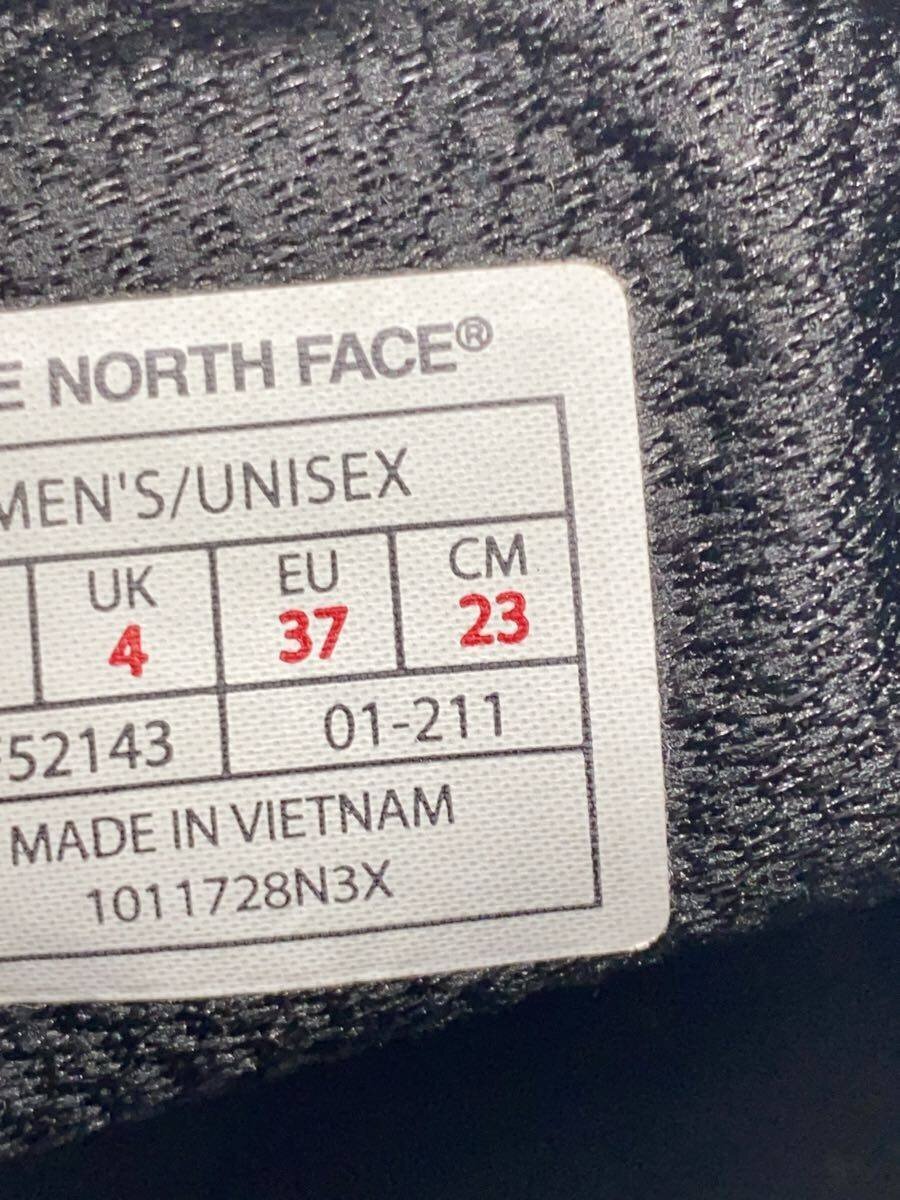 E NORTH FACE®
MEN'S/UNISEX
UK EU CM
4 37 23
52143 01-211
MADE IN VIETNAM
1011728N3X